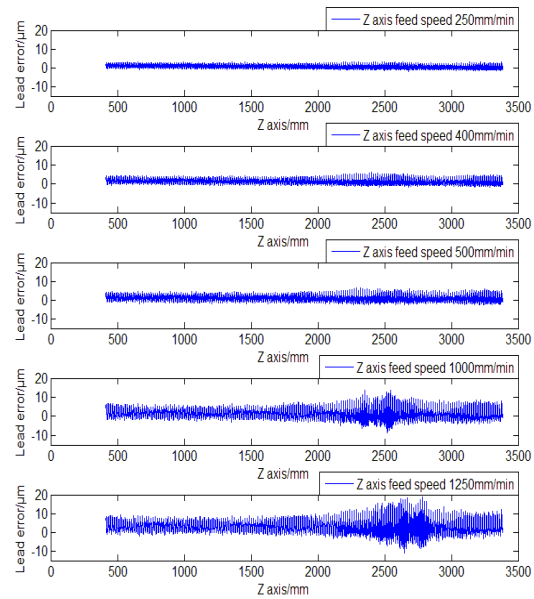 Z axis feed speed 250mm/min
Lead error/μm
20
10
0
-10
0 500 1000 1500 2000 2500 3000 3500
Z axis/mm
Z axis feed speed 400mm/min
Lead error/μm
20
10
0
-10
0 500 1000 1500 2000 2500 3000 3500
Z axis/mm
Z axis feed speed 500mm/min
Lead error/μm
20
10
0
-10
0 500 1000 1500 2000 2500 3000 3500
Z axis/mm
Z axis feed speed 1000mm/min
Lead error/μm
20
10
0
-10
0 500 1000 1500 2000 2500 3000 3500
Z axis/mm
Z axis feed speed 1250mm/min
Lead error/μm
20
10
0
-10
0 500 1000 1500 2000 2500 3000 3500
Z axis/mm